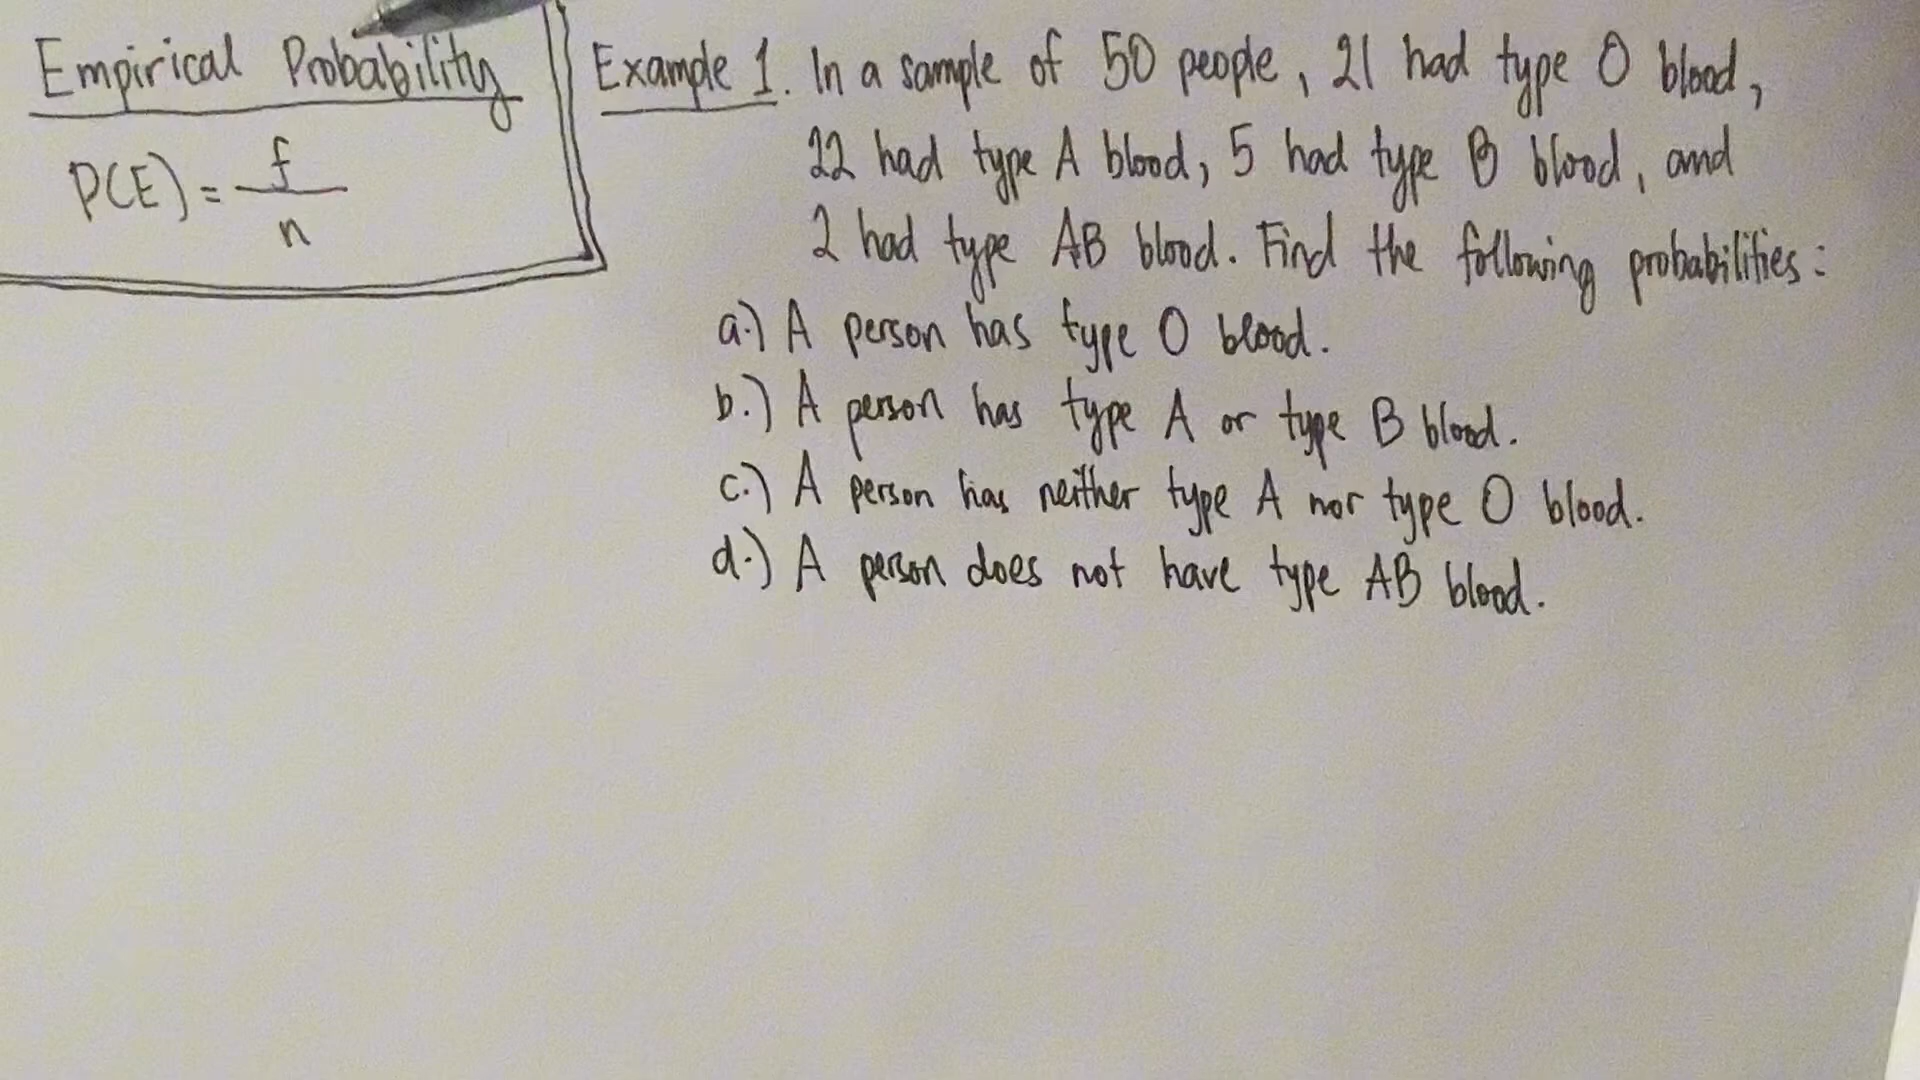 Empirical Probability
P(E) = f/n
Example 1. In a sample of 50 people, 21 had type O blood,
22 had type A blood, 5 had type B blood, and
2 had type AB blood. Find the following probabilities:
a.) A person has type O blood.
b.) A person has type A or type B blood.
c.) A person has neither type A nor type O blood.
d.) A person does not have type AB blood.